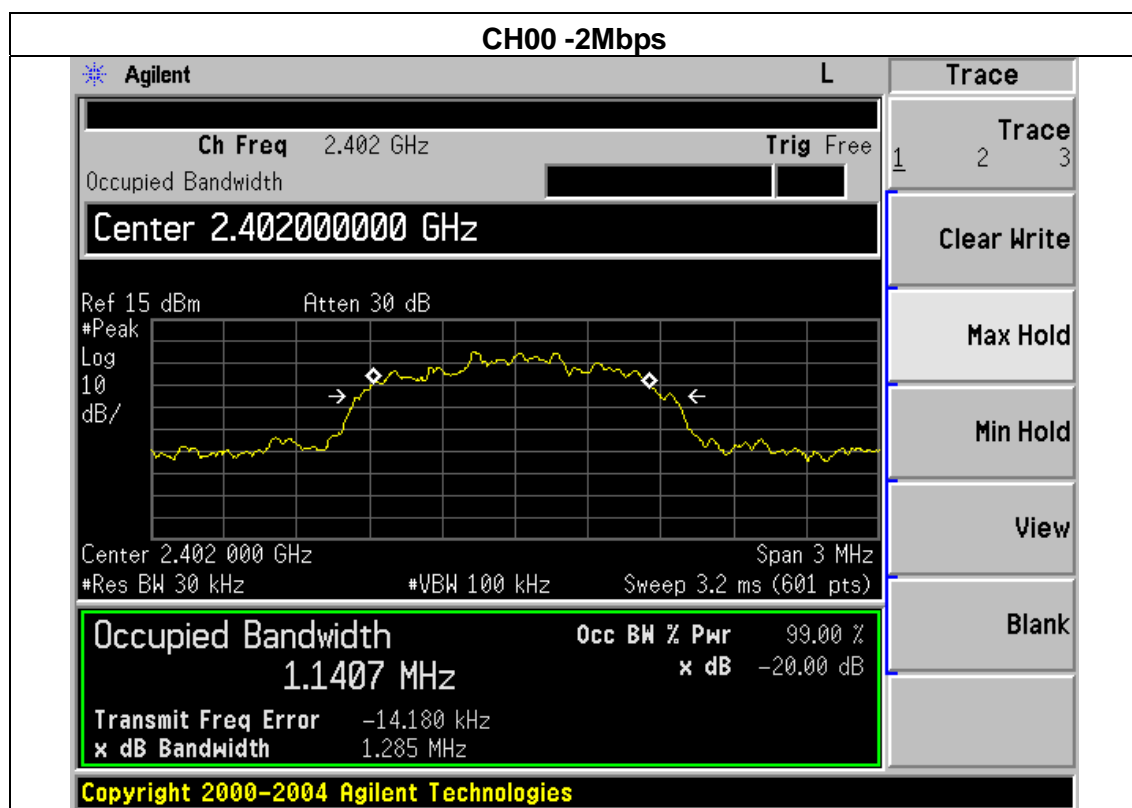 CH00 -2Mbps
Agilent L Trace
Ch Freq 2.402 GHz Trig Free
Occupied Bandwidth
Center 2.402000000 GHz
Ref 15 dBm Atten 30 dB
#Peak
Log
10
dB/
Center 2.402 000 GHz Span 3 MHz
#Res BW 30 kHz #VBW 100 kHz Sweep 3.2 ms (601 pts)
Occupied Bandwidth Occ BW % Pwr 99.00 %
1.1407 MHz x dB -20.00 dB
Transmit Freq Error -14.180 kHz
x dB Bandwidth 1.285 MHz
Copyright 2000-2004 Agilent Technologies
Trace
1 2 3
Clear Write
Max Hold
Min Hold
View
Blank